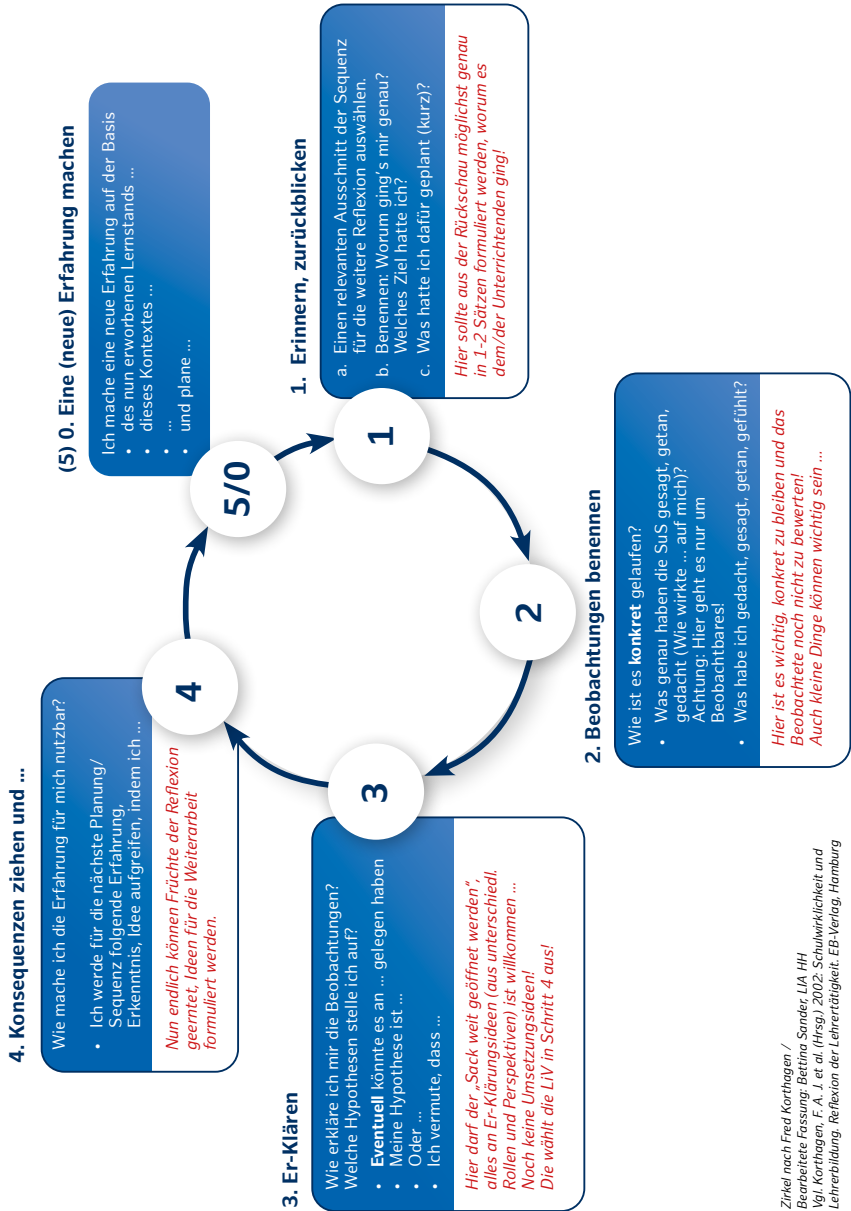 4. Konsequenzen ziehen und ...
Wie mache ich die Erfahrung für mich nutzbar?
• Ich werde für die nächste Planung/
Sequenz folgende Erfahrung,
Erkenntnis, Idee aufgreifen, indem ich ...
Nun endlich können Früchte der Reflexion
geerntet, Ideen für die Weiterarbeit
formuliert werden.
4
(5) 0. Eine (neue) Erfahrung machen
Ich mache eine neue Erfahrung auf der Basis
• des nun erworbenen Lernstands ...
• dieses Kontextes ...
• ...
• und plane ...
5/0
1. Erinnern, zurückblicken
a. Einen relevanten Ausschnitt der Sequenz
für die weitere Reflexion auswählen.
b. Benennen: Worum ging's mir genau?
Welches Ziel hatte ich?
c. Was hatte ich dafür geplant (kurz)?
Hier sollte aus der Rückschau möglichst genau
in 1-2 Sätzen formuliert werden, worum es
dem/der Unterrichtenden ging!
1
2
2. Beobachtungen benennen
Wie ist es konkret gelaufen?
• Was genau haben die SuS gesagt, getan,
gedacht (Wie wirkte ... auf mich)?
Achtung: Hier geht es nur um
Beobachtbares!
• Was habe ich gedacht, gesagt, getan, gefühlt?
Hier ist es wichtig, konkret zu bleiben und das
Beobachtete noch nicht zu bewerten!
Auch kleine Dinge können wichtig sein ...
3
3. Er-Klären
Wie erkläre ich mir die Beobachtungen?
Welche Hypothesen stelle ich auf?
• Eventuell könnte es an ... gelegen haben
• Meine Hypothese ist ...
• Oder ...
• Ich vermute, dass ...
Hier darf der „Sack weit geöffnet werden",
alles an Er-Klärungsideen (aus unterschiedl.
Rollen und Perspektiven) ist willkommen ...
Noch keine Umsetzungsideen!
Die wählt die LiV in Schritt 4 aus!
Zirkel nach Fred Korthagen /
Bearbeitete Fassung: Bettina Sander, LIA HH
Vgl. Korthagen, F. A. J. et al. (Hrsg.) 2002: Schulwirklichkeit und
Lehrerbildung. Reflexion der Lehrertätigkeit. EB-Verlag, Hamburg